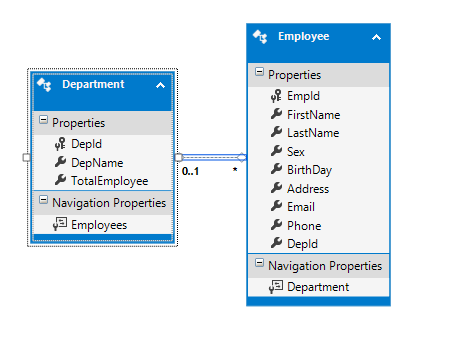 Department
Properties
DepId
DepName
TotalEmployee
Navigation Properties
Employees
0..1
*
Employee
Properties
EmpId
FirstName
LastName
Sex
BirthDay
Address
Email
Phone
DepId
Navigation Properties
Department